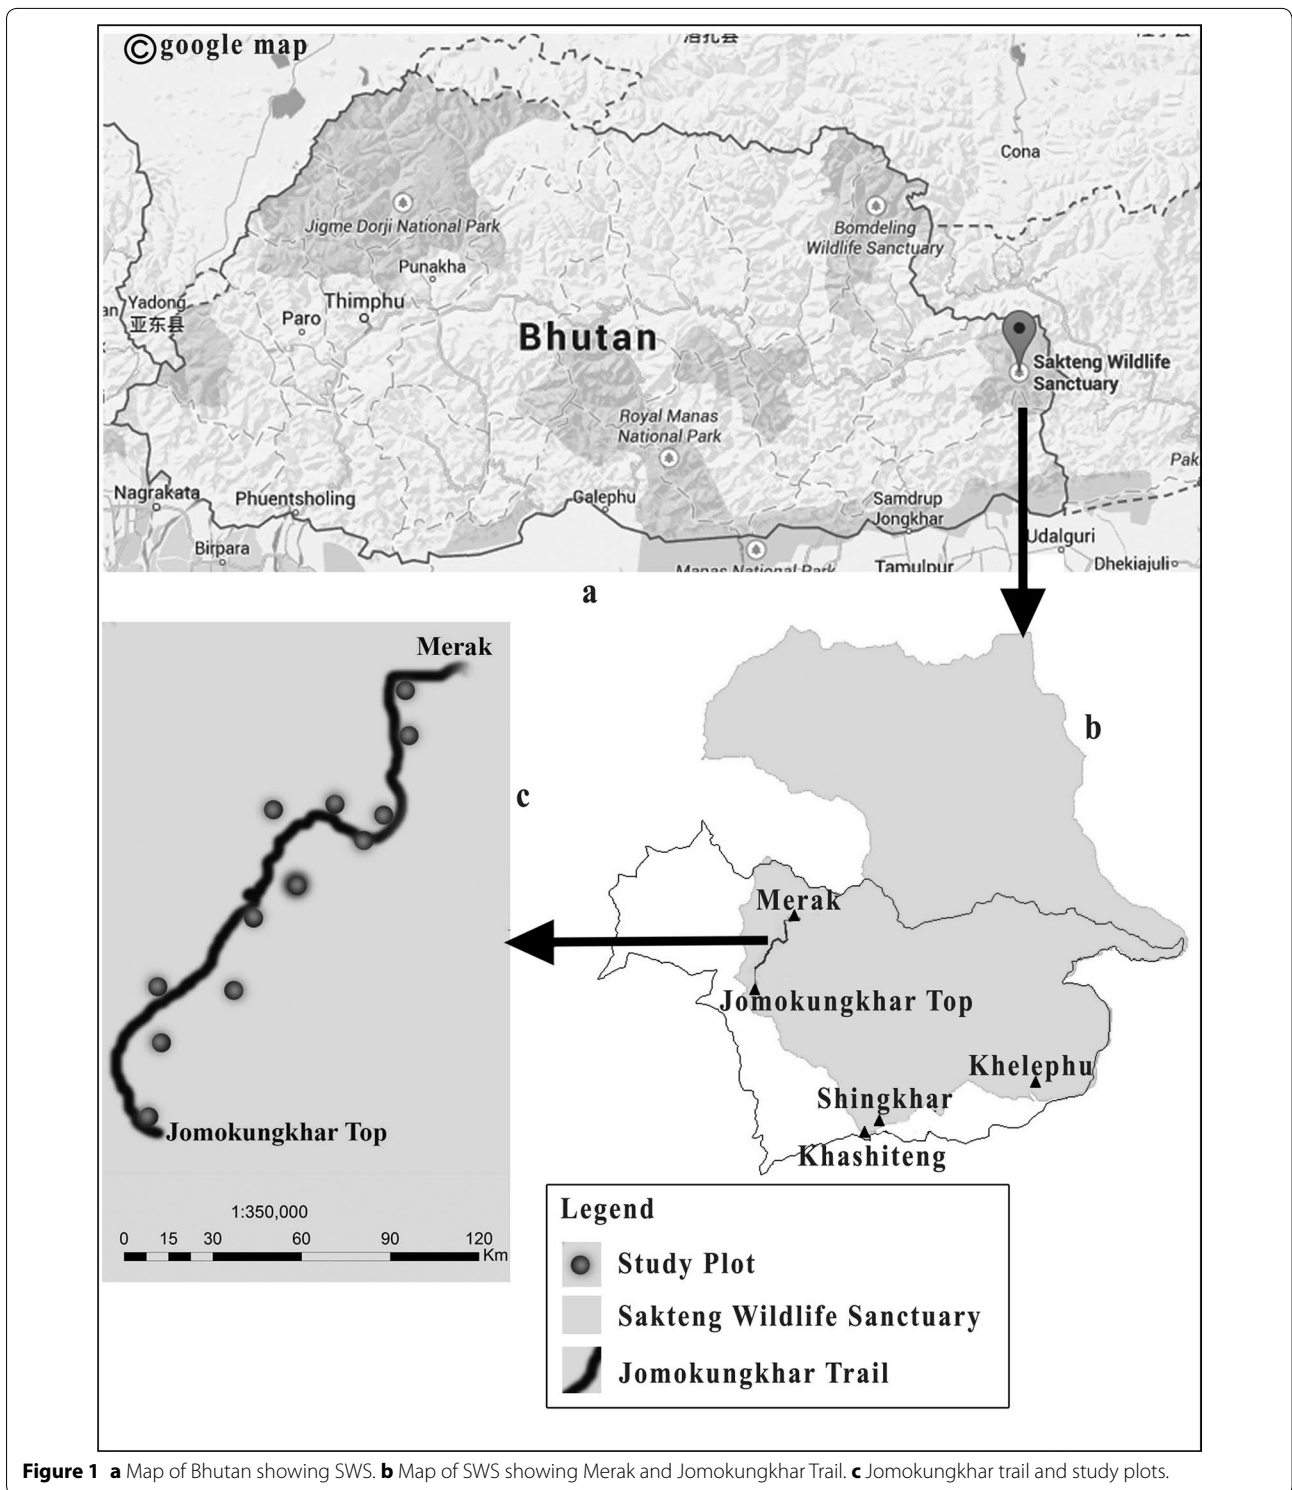 ©google map
Cona
Jigme Dorji National Park
Bomdeling
Wildlife Sanctuary
Punakha
Yadong
亚东县
Thimphu
Paro
Bhutan
Sakteng Wildlife
Sanctuary
Royal Manas
National Park
Pak
Nagrakata
Phuentsholing
Galephu
Samdrup
Jongkhar
Birpara
Udalguri
Manas National Park
Tamulpur
Dhekiajuli
a
Merak
b
c
Merak
Jomokungkhar Top
Khelephu
Shingkhar
Khashiteng
Jomokungkhar Top
1:350,000
0 15 30 60 90 120
Km
Legend
Study Plot
Sakteng Wildlife Sanctuary
Jomokungkhar Trail
Figure 1 a Map of Bhutan showing SWS. b Map of SWS showing Merak and Jomokungkhar Trail. c Jomokungkhar trail and study plots.